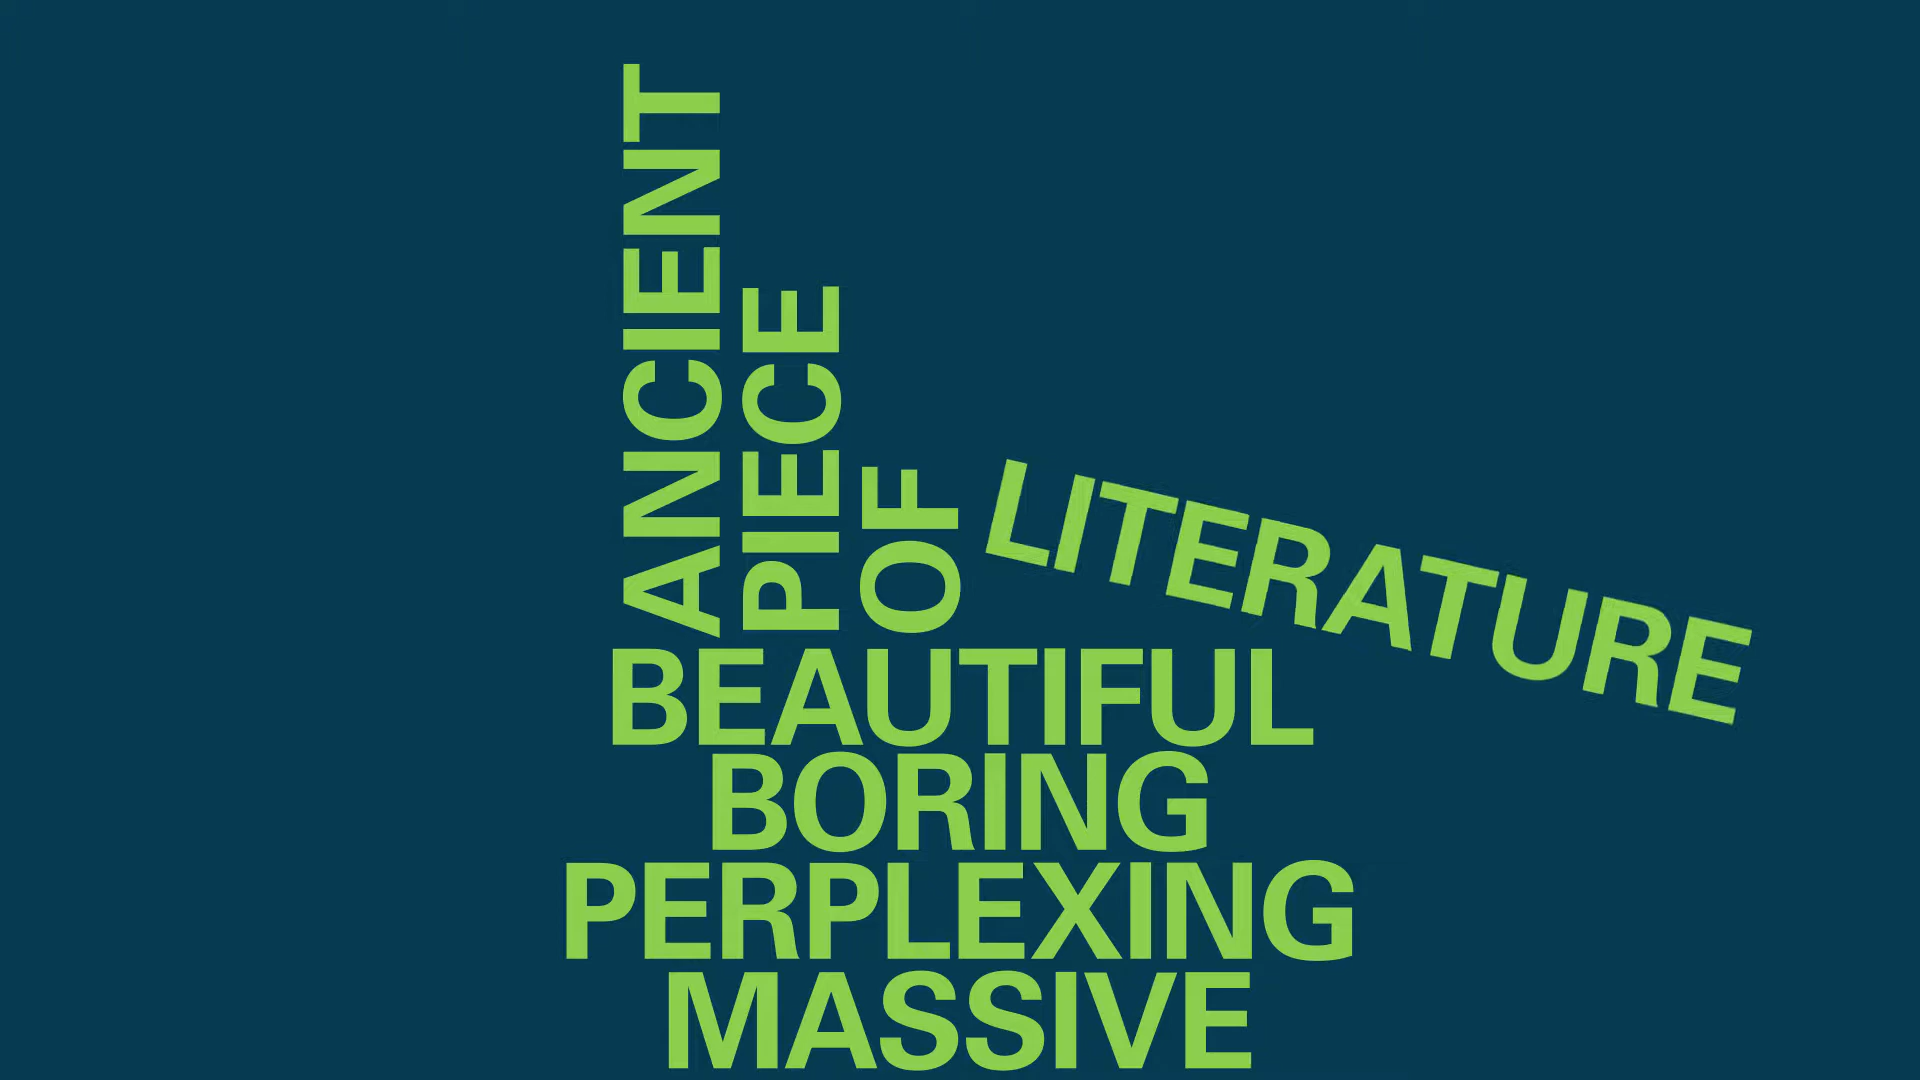 ANCIENT
PIECE
OF
LITERATURE
BEAUTIFUL
BORING
PERPLEXING
MASSIVE